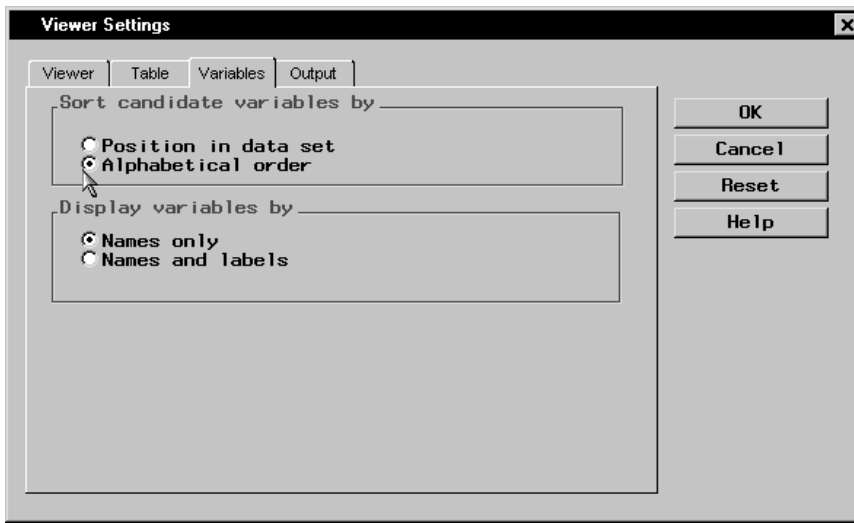 Viewer Settings
Viewer Table Variables Output
Sort candidate variables by
Position in data set
Alphabetical order
Display variables by
Names only
Names and labels
OK
Cancel
Reset
Help